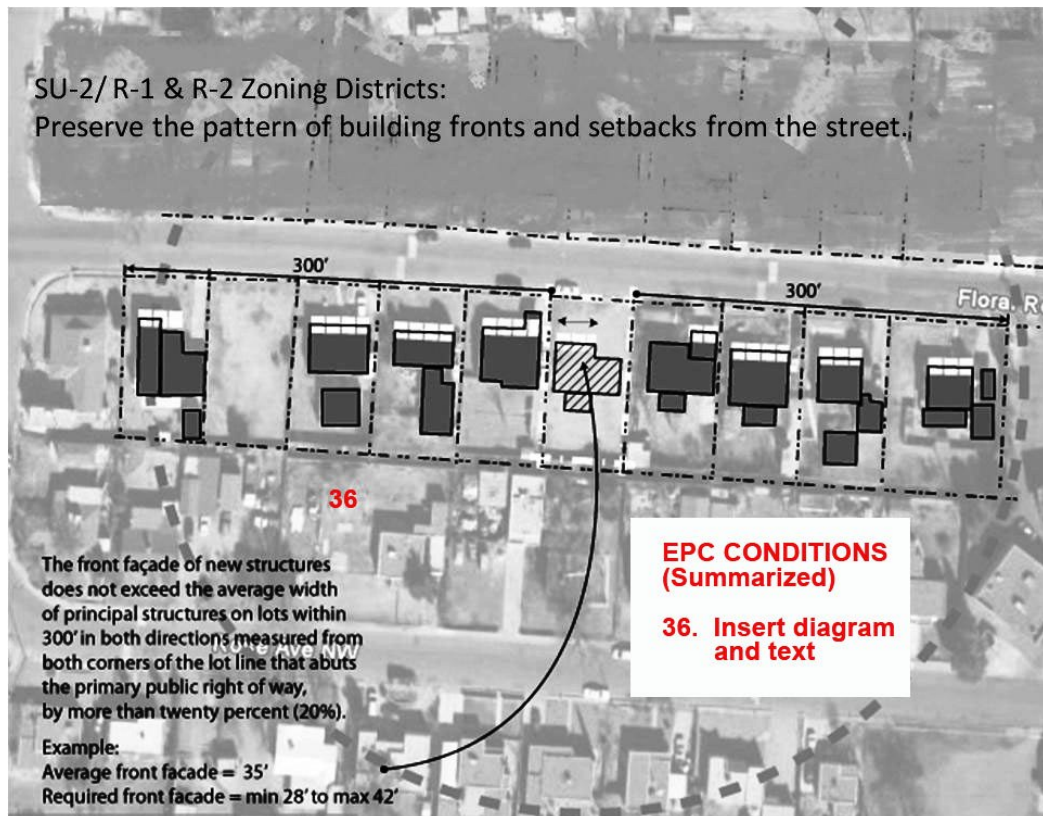 SU-2/ R-1 & R-2 Zoning Districts:
Preserve the pattern of building fronts and setbacks from the street.
300'
300'
Flora. R
36
The front façade of new structures
does not exceed the average width
of principal structures on lots within
300' in both directions measured from
both corners of the lot line that abuts
the primary public right of way,
by more than twenty percent (20%).
Ave NW
Example:
Average front facade = 35'
Required front facade = min 28' to max 42'
EPC CONDITIONS
(Summarized)
36. Insert diagram
and text